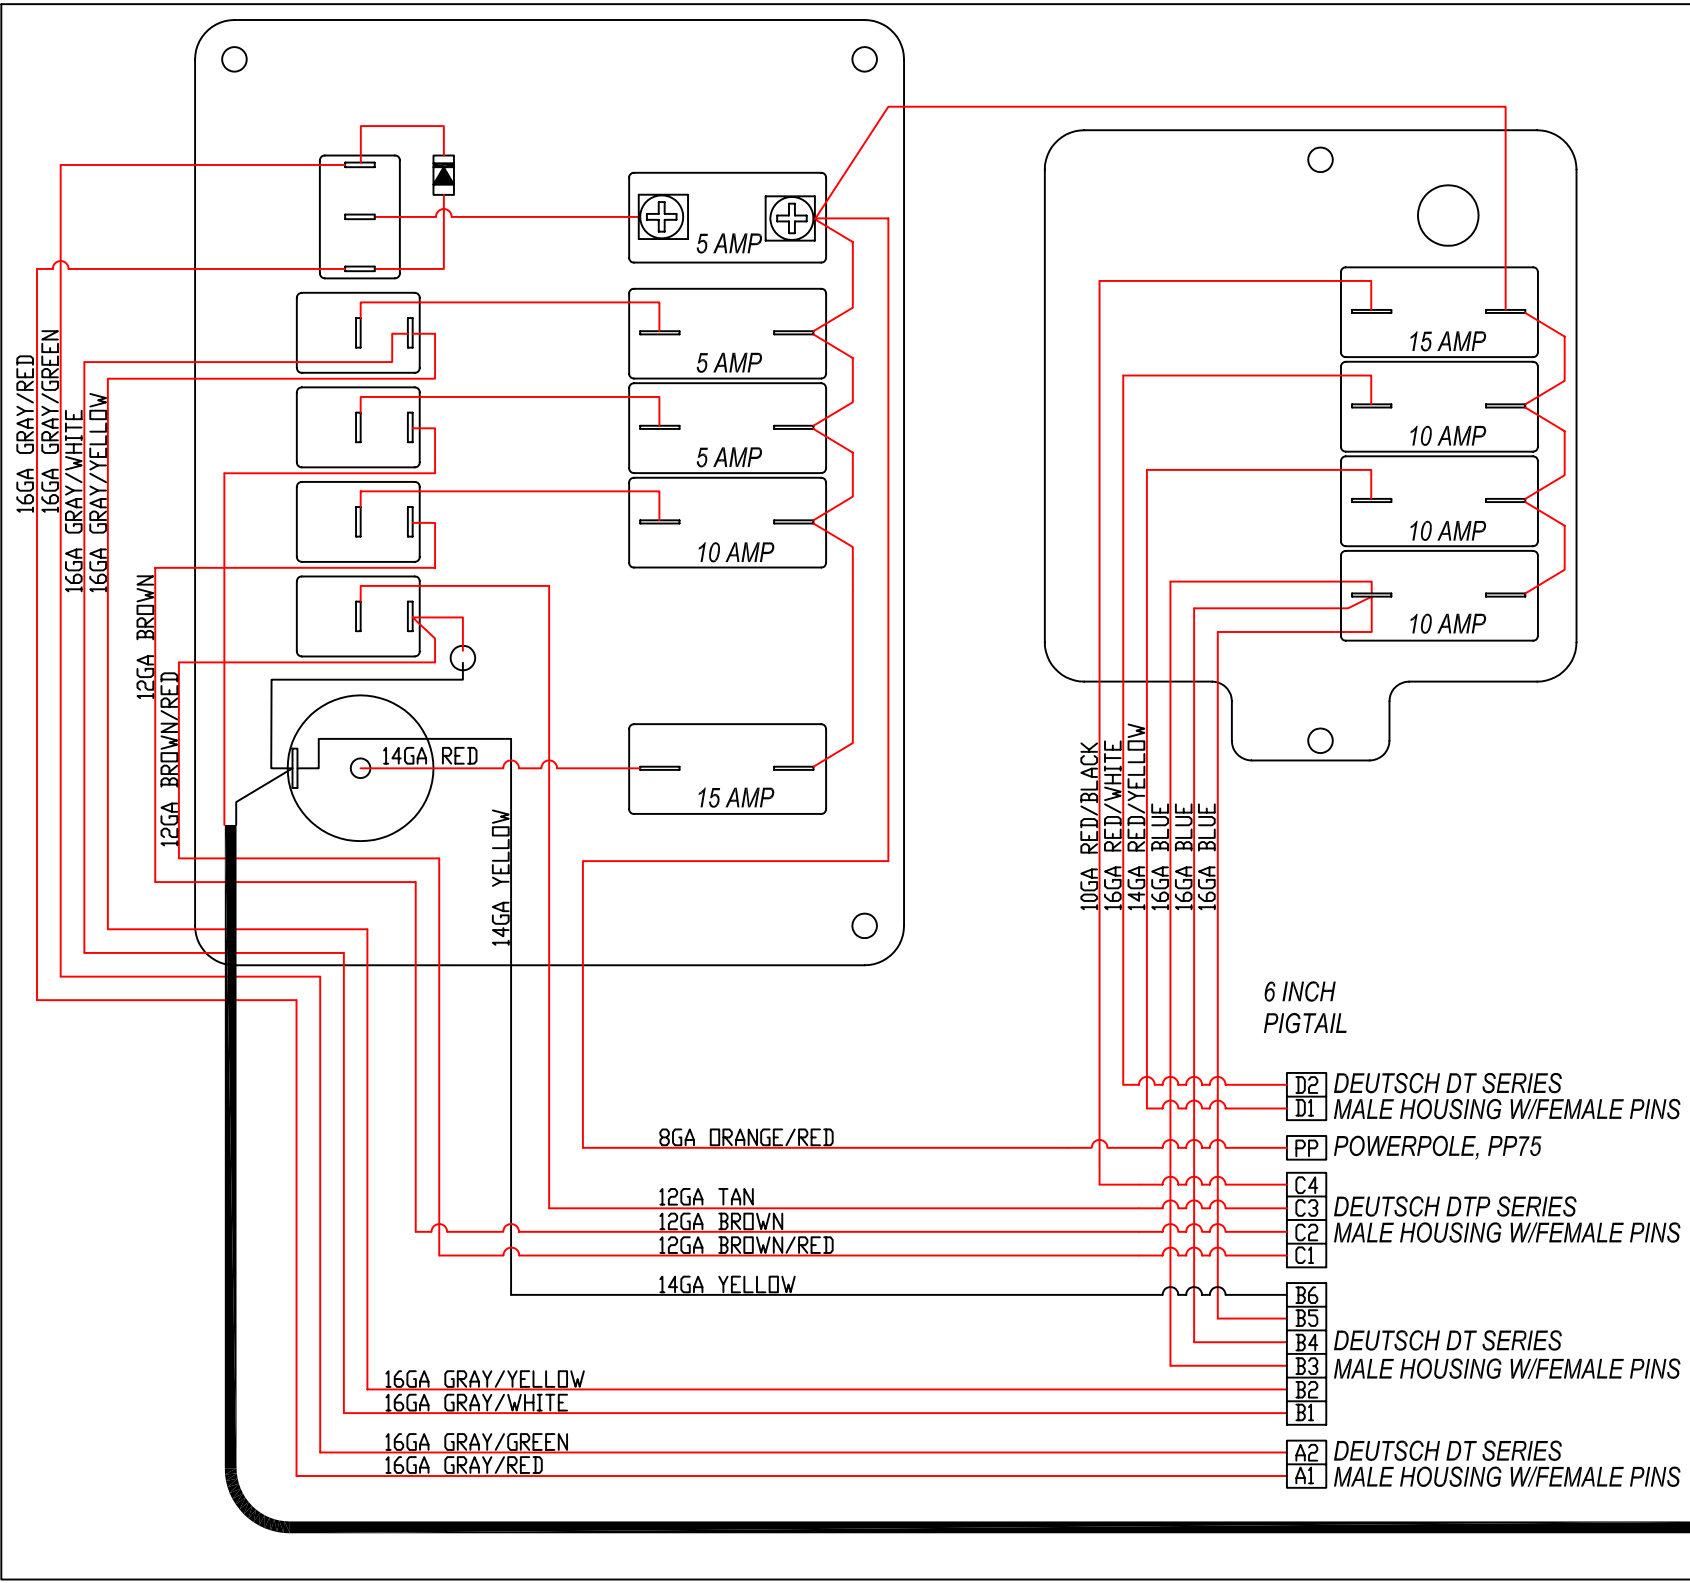 5 AMP
5 AMP
5 AMP
10 AMP
15 AMP
15 AMP
10 AMP
10 AMP
10 AMP
16GA GRAY/RED
16GA GRAY/GREEN
16GA GRAY/WHITE
16GA GRAY/YELLOW
12GA BROWN
12GA BROWN/RED
14GA RED
14GA YELLOW
10GA RED/BLACK
16GA RED/WHITE
14GA RED/YELLOW
16GA BLUE
16GA BLUE
16GA BLUE
6 INCH
PIGTAIL
D2 DEUTSCH DT SERIES
D1 MALE HOUSING W/FEMALE PINS
8GA ORANGE/RED
PP POWERPOLE, PP75
C4
12GA TAN
C3 DEUTSCH DTP SERIES
12GA BROWN
C2 MALE HOUSING W/FEMALE PINS
12GA BROWN/RED
C1
14GA YELLOW
B6
B5
B4 DEUTSCH DT SERIES
B3 MALE HOUSING W/FEMALE PINS
16GA GRAY/YELLOW
B2
16GA GRAY/WHITE
B1
16GA GRAY/GREEN
A2 DEUTSCH DT SERIES
16GA GRAY/RED
A1 MALE HOUSING W/FEMALE PINS